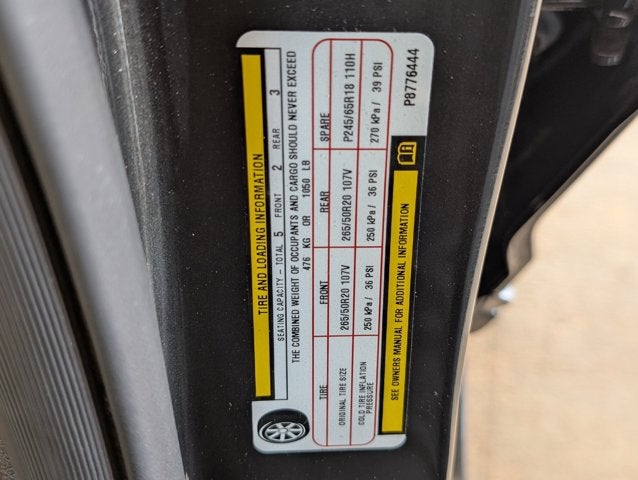 TIRE AND LOADING INFORMATION
SEATING CAPACITY - TOTAL 5 FRONT 2 REAR 3
THE COMBINED WEIGHT OF OCCUPANTS AND CARGO SHOULD NEVER EXCEED
476 KG OR 1050 LB
TIRE FRONT REAR SPARE
ORIGINAL TIRE SIZE 265/50R20 107V 265/50R20 107V P245/65R18 110H
COLD TIRE INFLATION
PRESSURE 250 kPa / 36 PSI 250 kPa / 36 PSI 270 kPa / 39 PSI
SEE OWNERS MANUAL FOR ADDITIONAL INFORMATION
P8776444